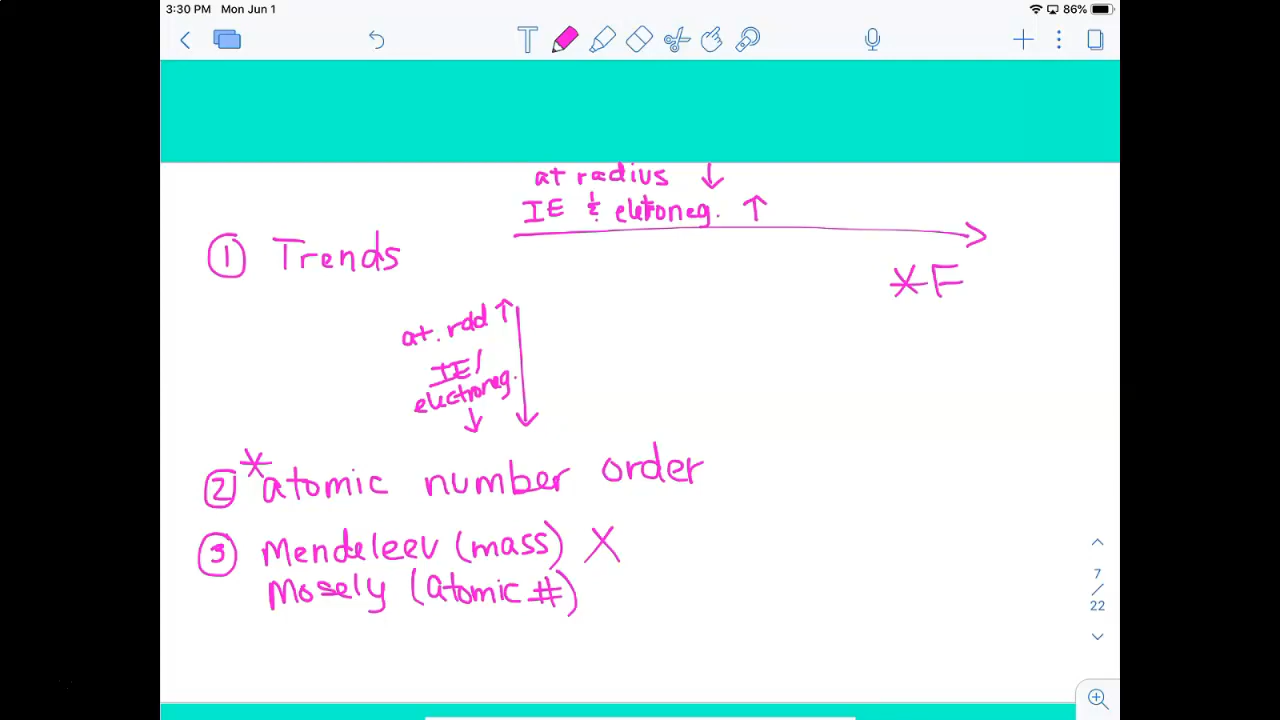 3:30 PM Mon Jun 1 86%
T
at radius ↓
IE & eletroneg. ↑
① Trends
*F
at. rad ↑
IE/
electroneg.
↓
② *atomic number order
③ Mendeleev (mass) X
Mosely (atomic #)
7
/
22